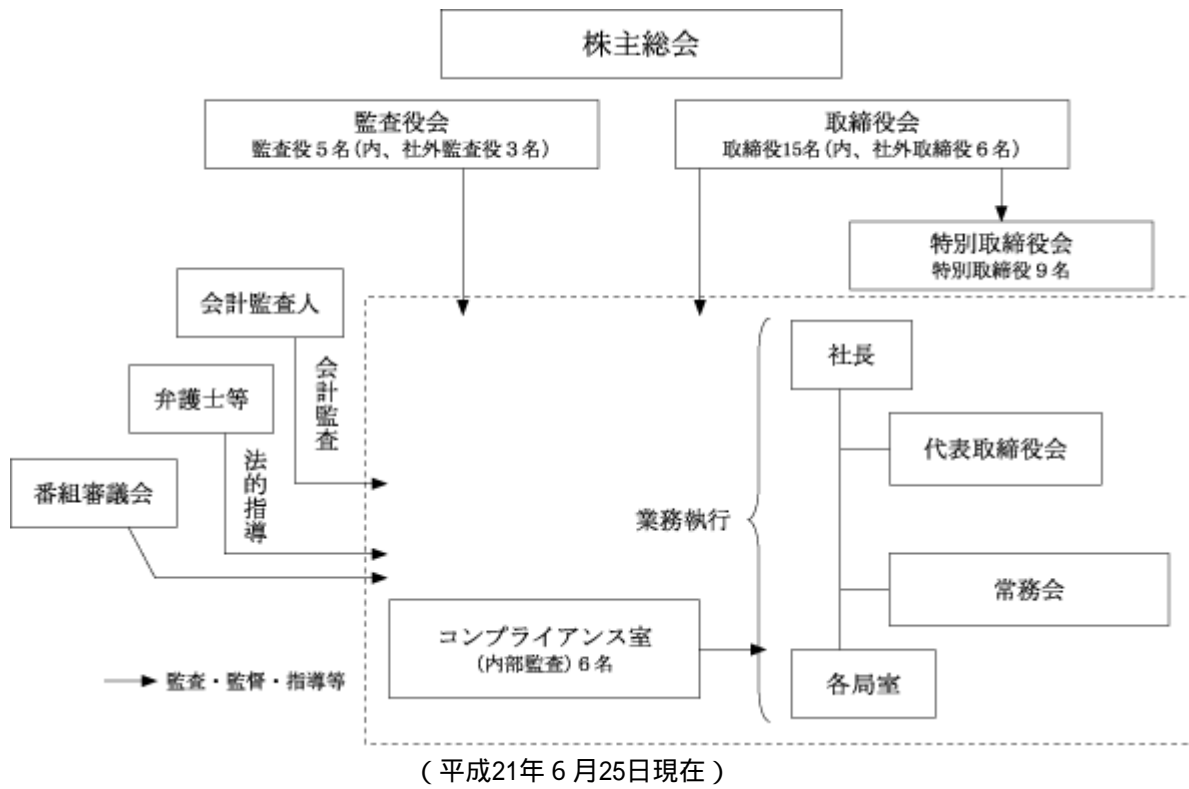 株主総会
監査役会
監査役5名(内、社外監査役3名)
取締役会
取締役15名(内、社外取締役6名)
特別取締役会
特別取締役9名
会計監査人
会計監査
弁護士等
法的指導
番組審議会
社長
代表取締役会
業務執行
常務会
コンプライアンス室
(内部監査)6名
各局室
監査・監督・指導等
(平成21年6月25日現在)